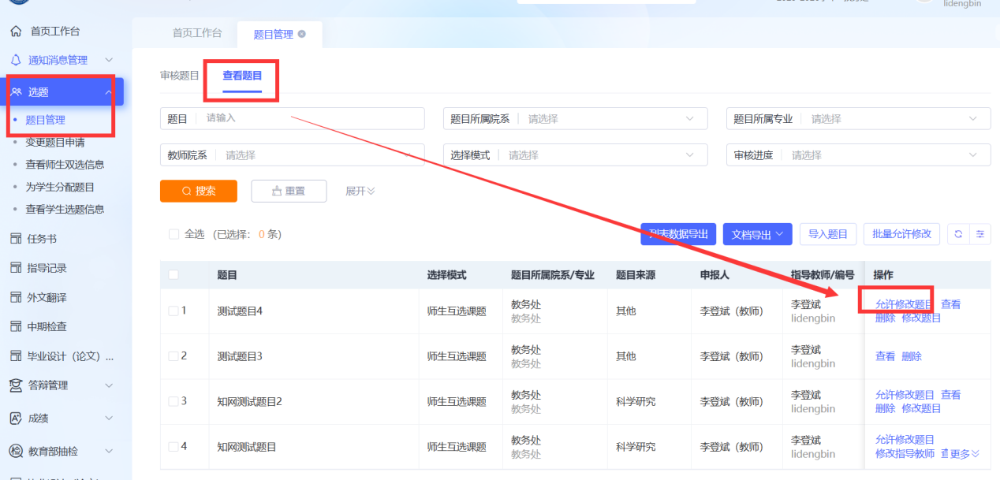 lidengbin
首页工作台
首页工作台
题目管理
通知消息管理
选题
题目管理
变更题目申请
查看师生双选信息
为学生分配题目
查看学生选题信息
任务书
指导记录
外文翻译
中期检查
毕业设计（论文）...
答辩管理
成绩
教育部抽检
审核题目 查看题目
题目 请输入 题目所属院系 请选择 题目所属专业 请选择
教师院系 请选择 选择模式 请选择 审核进度 请选择
搜索 重置 展开
全选 （已选择： 0 条） 列表数据导出 文档导出 导入题目 批量允许修改
题目 选择模式 题目所属院系/专业 题目来源 申报人 指导教师/编号 操作
1 测试题目4 师生互选课题 教务处 其他 李登斌（教师） 李登斌 允许修改题目 查看
教务处 lidengbin 删除 修改题目
2 测试题目3 师生互选课题 教务处 其他 李登斌（教师） 李登斌 查看 删除
教务处 lidengbin
3 知网测试题目2 师生互选课题 教务处 科学研究 李登斌（教师） 李登斌 允许修改题目 查看
教务处 lidengbin 删除 修改题目
4 知网测试题目 师生互选课题 教务处 科学研究 李登斌（教师） 李登斌 允许修改题目
教务处 lidengbin 修改指导教师 更多